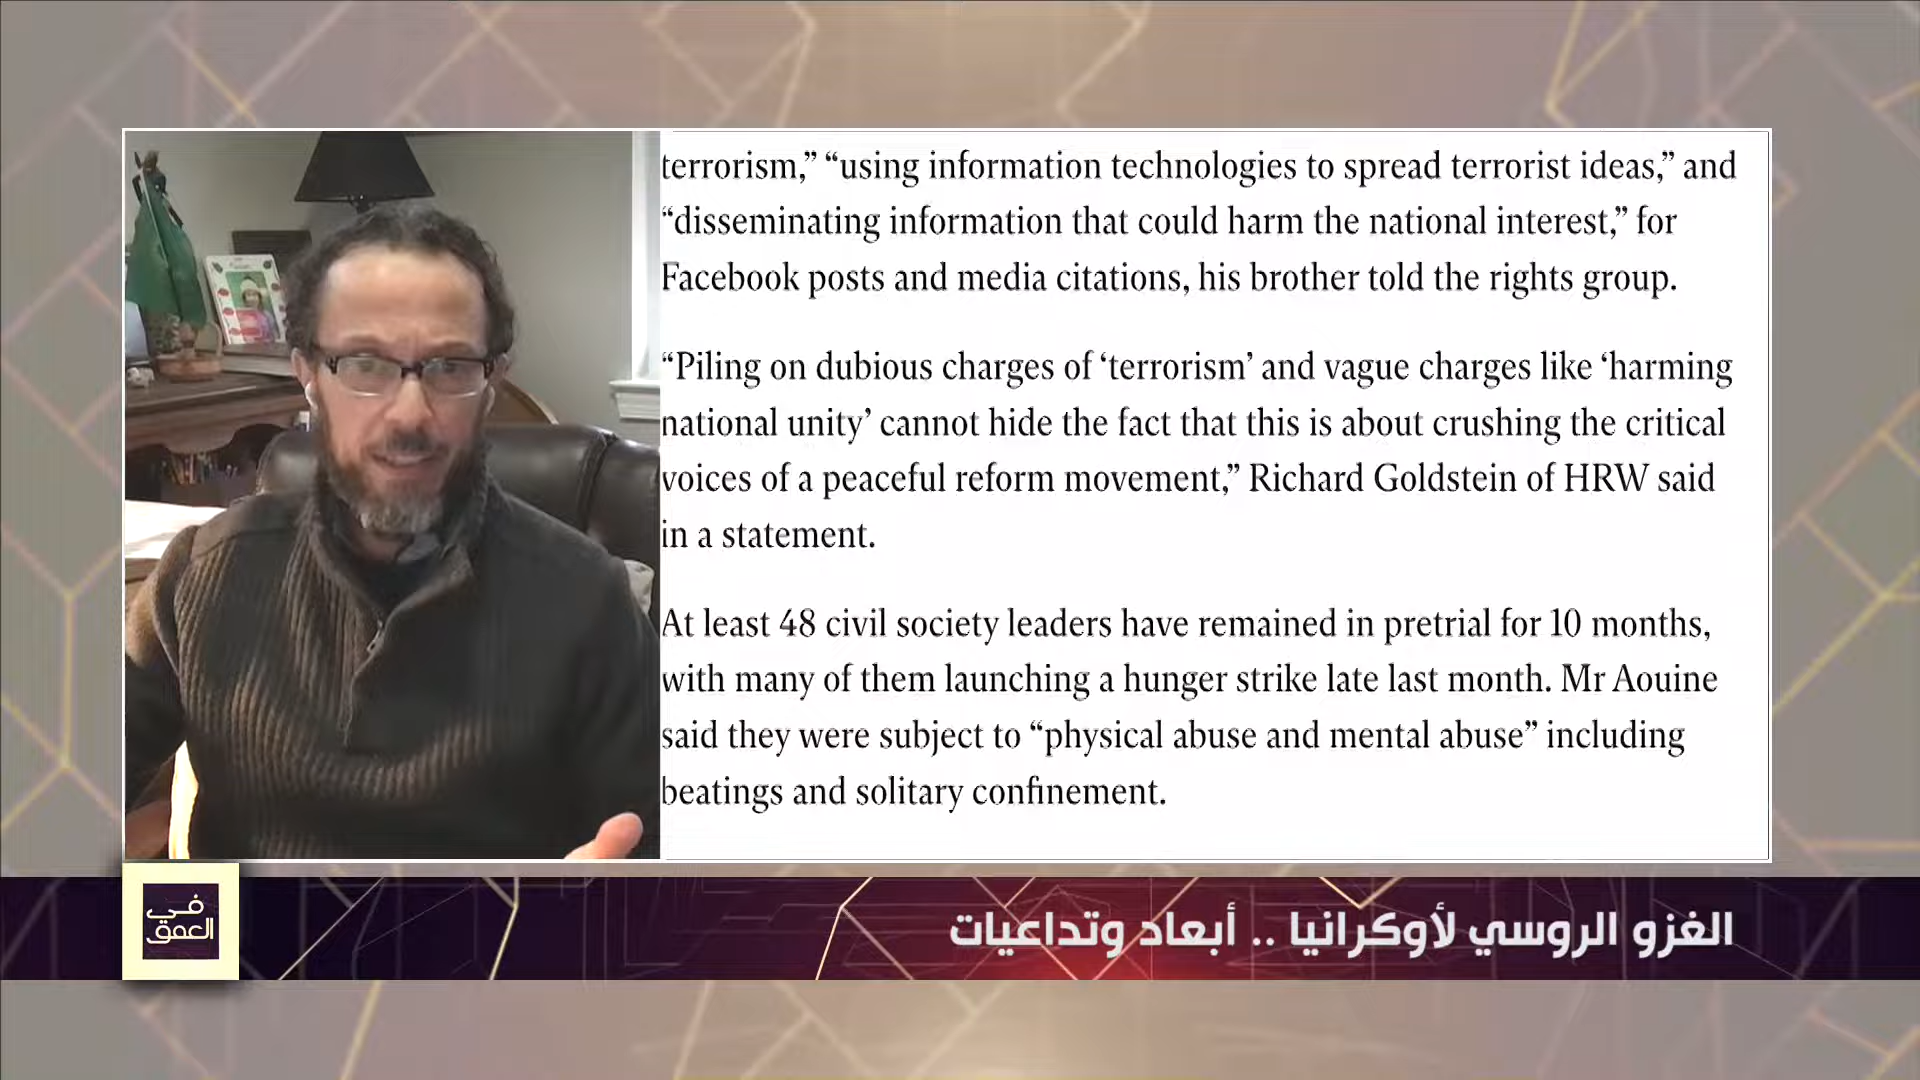 terrorism,” “using information technologies to spread terrorist ideas,” and
“disseminating information that could harm the national interest,” for
Facebook posts and media citations, his brother told the rights group.
“Piling on dubious charges of ‘terrorism’ and vague charges like ‘harming
national unity’ cannot hide the fact that this is about crushing the critical
voices of a peaceful reform movement,” Richard Goldstein of HRW said
in a statement.
At least 48 civil society leaders have remained in pretrial for 10 months,
with many of them launching a hunger strike late last month. Mr Aouine
said they were subject to “physical abuse and mental abuse” including
beatings and solitary confinement.
في
العمق
الغزو الروسي لأوكرانيا .. أبعاد وتداعيات